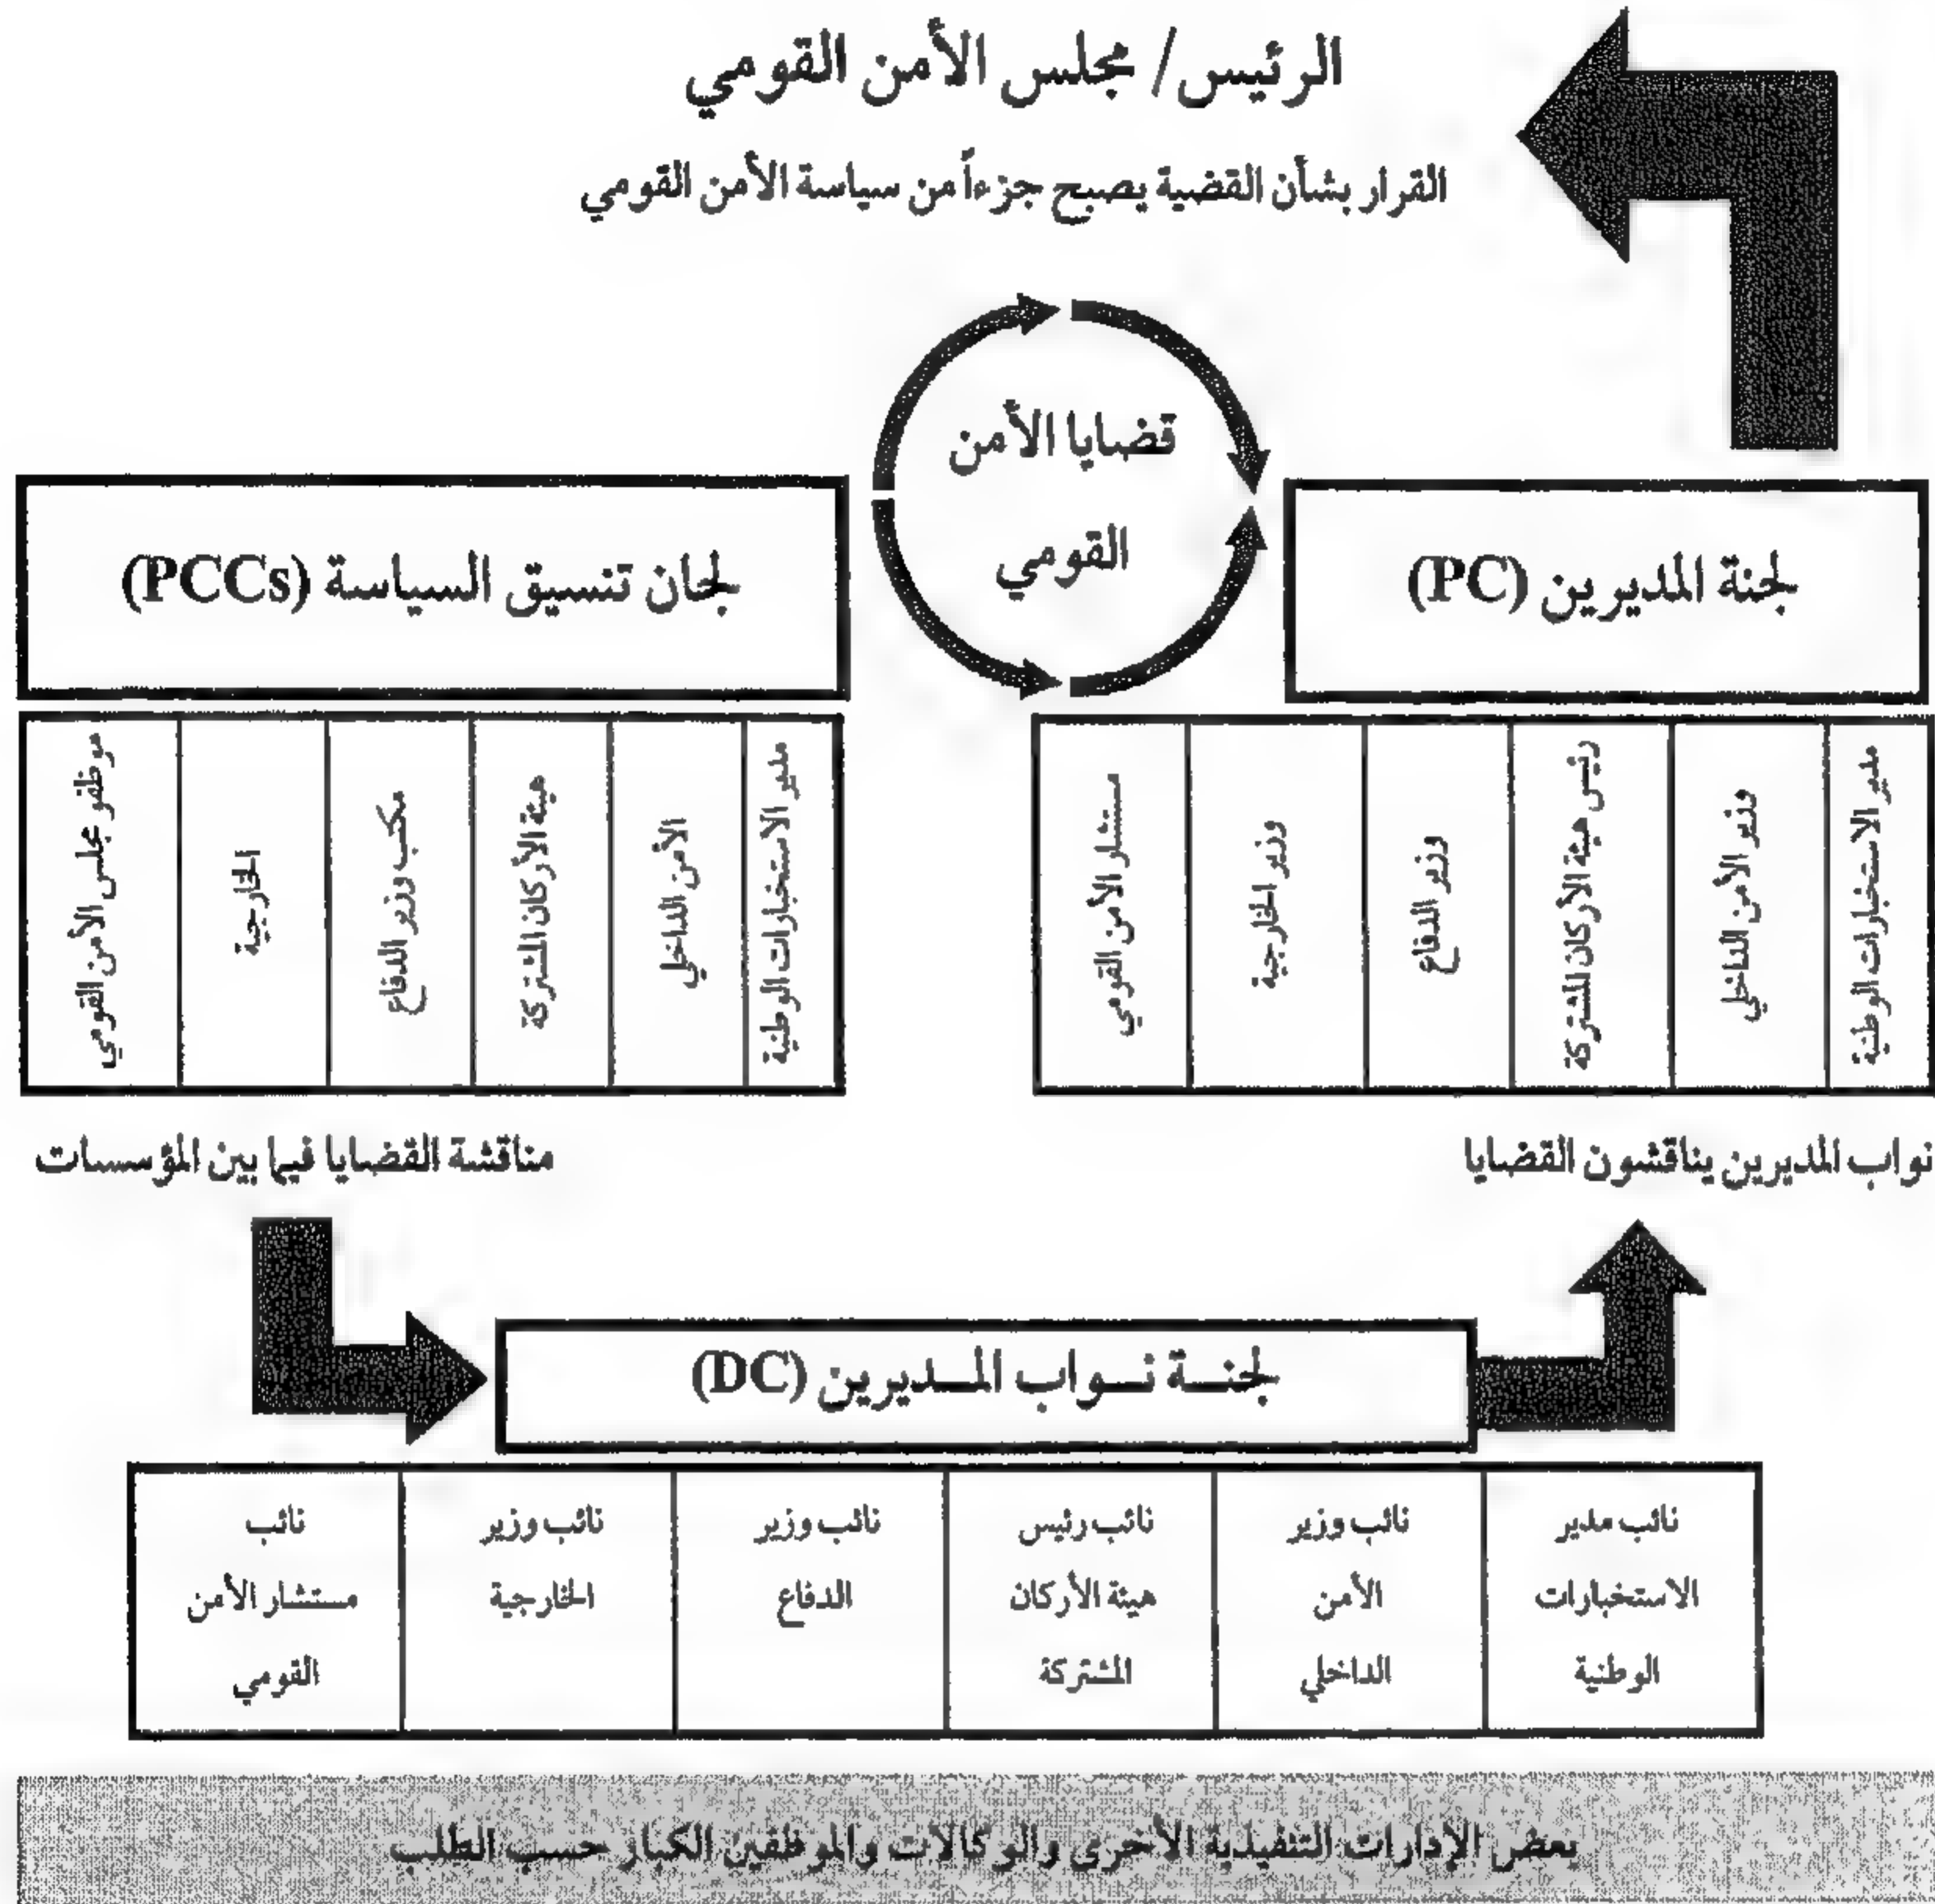 الرئيس/ مجلس الأمن القومي
القرار بشأن القضية يصبح جزءاً من سياسة الأمن القومي
قضايا الأمن
القومي
لجنة المديرين (PC)
لجان تنسيق السياسة (PCCs)
مدير الاستخبارات الوطنية
وزير الأمن الداخلي
رئيس هيئة الأركان المشتركة
وزير الدفاع
وزير الخارجية
مستشار الأمن القومي
مدير الاستخبارات الوطنية
الأمن الداخلي
هيئة الأركان المشتركة
مكتب وزير الدفاع
الخارجية
موظفو مجلس الأمن القومي
نواب المديرين يناقشون القضايا
مناقشة القضايا فيما بين المؤسسات
لجنـــة نـــواب المـــديرين (DC)
نائب مدير
الاستخبارات
الوطنية
نائب وزير
الأمن
الداخلي
نائب رئيس
هيئة الأركان
المشتركة
نائب وزير
الدفاع
نائب وزير
الخارجية
نائب
مستشار الأمن
القومي
بعض الإدارات التنفيذية الأخرى والوكالات والموظفين الكبار حسب الطلب